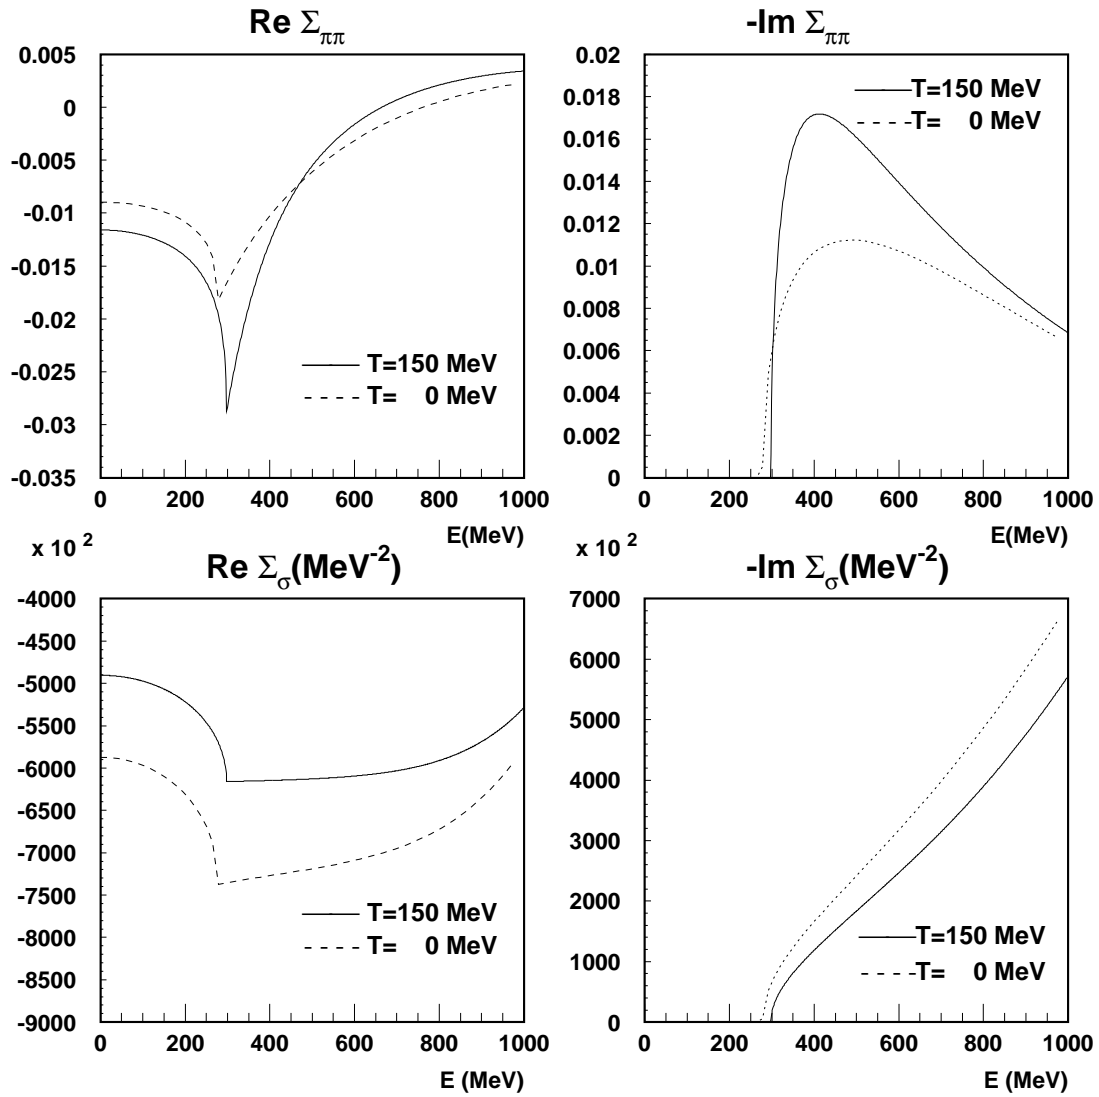 Re Σππ
0.005
0
-0.005
-0.01
-0.015
-0.02
-0.025
-0.03
-0.035
T=150 MeV
T= 0 MeV
0 200 400 600 800 1000
E(MeV)
-Im Σππ
0.02
0.018
0.016
0.014
0.012
0.01
0.008
0.006
0.004
0.002
0
T=150 MeV
T= 0 MeV
0 200 400 600 800 1000
E(MeV)
x 10 2
Re Σσ(MeV-2)
-4000
-4500
-5000
-5500
-6000
-6500
-7000
-7500
-8000
-8500
-9000
T=150 MeV
T= 0 MeV
0 200 400 600 800 1000
E (MeV)
x 10 2
-Im Σσ(MeV-2)
7000
6000
5000
4000
3000
2000
1000
0
T=150 MeV
T= 0 MeV
0 200 400 600 800 1000
E (MeV)